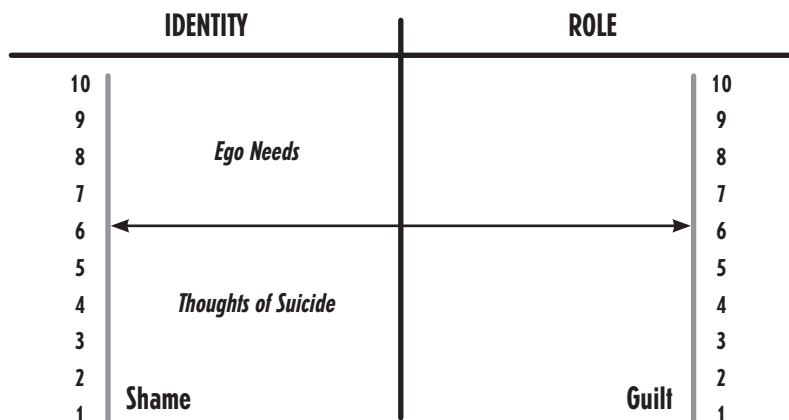 IDENTITY ROLE
10 10
9 9
8 Ego Needs 8
7 7
6 6
5 5
4 Thoughts of Suicide 4
3 3
2 2
Shame Guilt
1 1